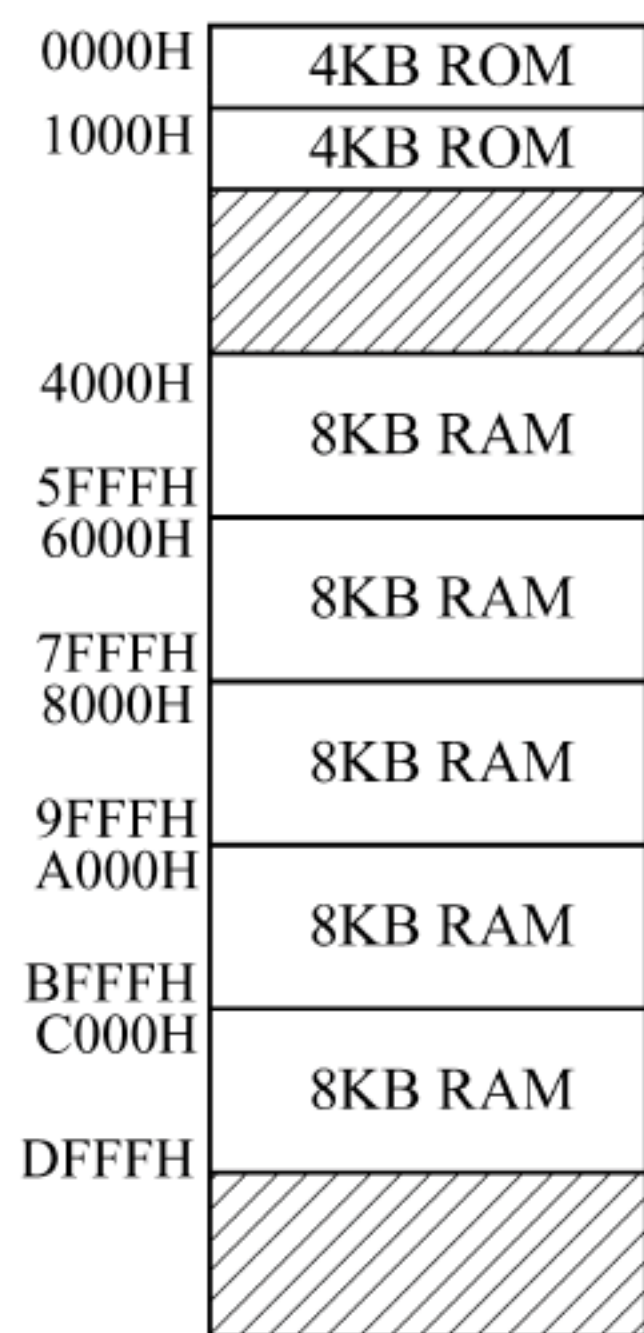 0000H 4KB ROM
1000H 4KB ROM
4000H
8KB RAM
5FFFH
6000H
8KB RAM
7FFFH
8000H
8KB RAM
9FFFH
A000H
8KB RAM
BFFFH
C000H
8KB RAM
DFFFH